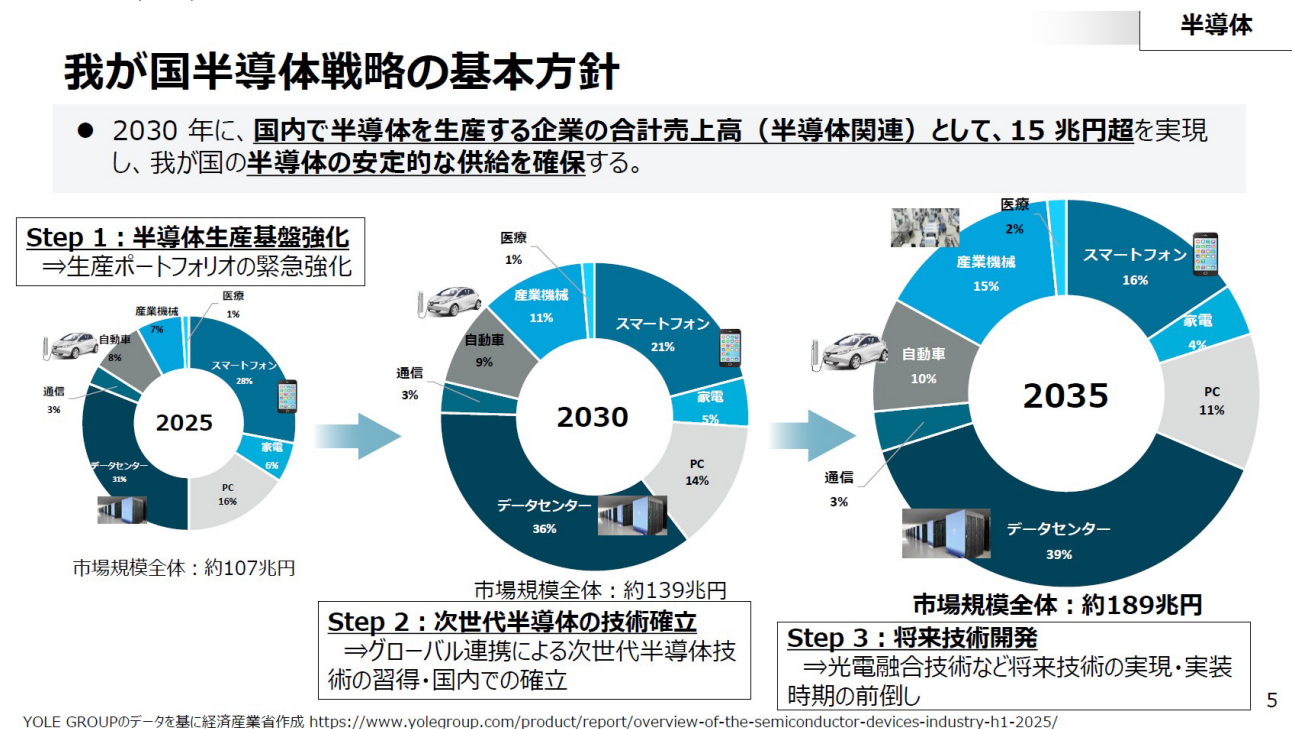 半導体
我が国半導体戦略の基本方針
● 2030 年に、国内で半導体を生産する企業の合計売上高（半導体関連）として、15 兆円超を実現
し、我が国の半導体の安定的な供給を確保する。
Step 1：半導体生産基盤強化
⇒生産ポートフォリオの緊急強化
2025
スマートフォン
28%
家電
6%
PC
16%
データセンター
31%
通信
3%
自動車
8%
産業機械
7%
医療
1%
市場規模全体：約107兆円
2030
スマートフォン
21%
家電
5%
PC
14%
データセンター
36%
通信
3%
自動車
9%
産業機械
11%
医療
1%
市場規模全体：約139兆円
Step 2：次世代半導体の技術確立
⇒グローバル連携による次世代半導体技
術の習得・国内での確立
2035
スマートフォン
16%
家電
4%
PC
11%
データセンター
39%
通信
3%
自動車
10%
産業機械
15%
医療
2%
市場規模全体：約189兆円
Step 3：将来技術開発
⇒光電融合技術など将来技術の実現・実装
時期の前倒し
5
YOLE GROUPのデータを基に経済産業省作成 https://www.yolegroup.com/product/report/overview-of-the-semiconductor-devices-industry-h1-2025/